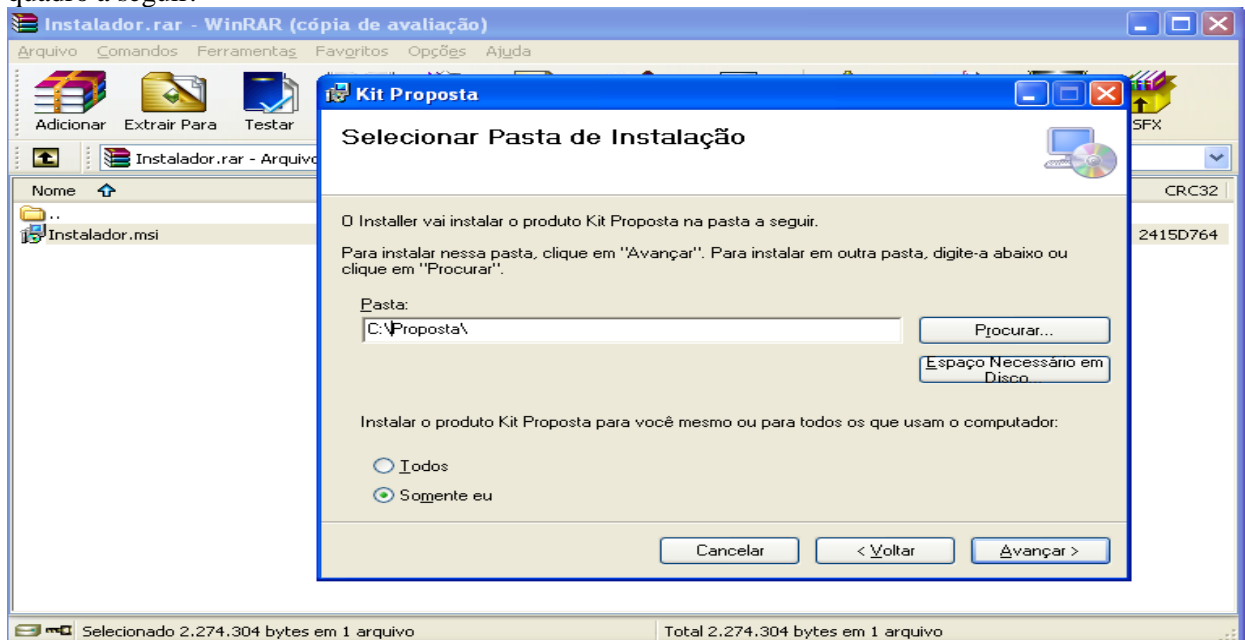 quadro a seguir:
Instalador.rar - WinRAR (cópia de avaliação)
Arquivo Comandos Ferramentas Favoritos Opções Ajuda
Adicionar Extrair Para Testar SFX
Instalador.rar - Arquivo
Nome CRC32
..
Instalador.msi 2415D764
Kit Proposta
Selecionar Pasta de Instalação
O Installer vai instalar o produto Kit Proposta na pasta a seguir.
Para instalar nessa pasta, clique em "Avançar". Para instalar em outra pasta, digite-a abaixo ou
clique em "Procurar".
Pasta:
C:\Proposta\
Procurar...
Espaço Necessário em
Disco...
Instalar o produto Kit Proposta para você mesmo ou para todos os que usam o computador:
Todos
Somente eu
Cancelar < Voltar Avançar >
Selecionado 2.274.304 bytes em 1 arquivo Total 2.274.304 bytes em 1 arquivo